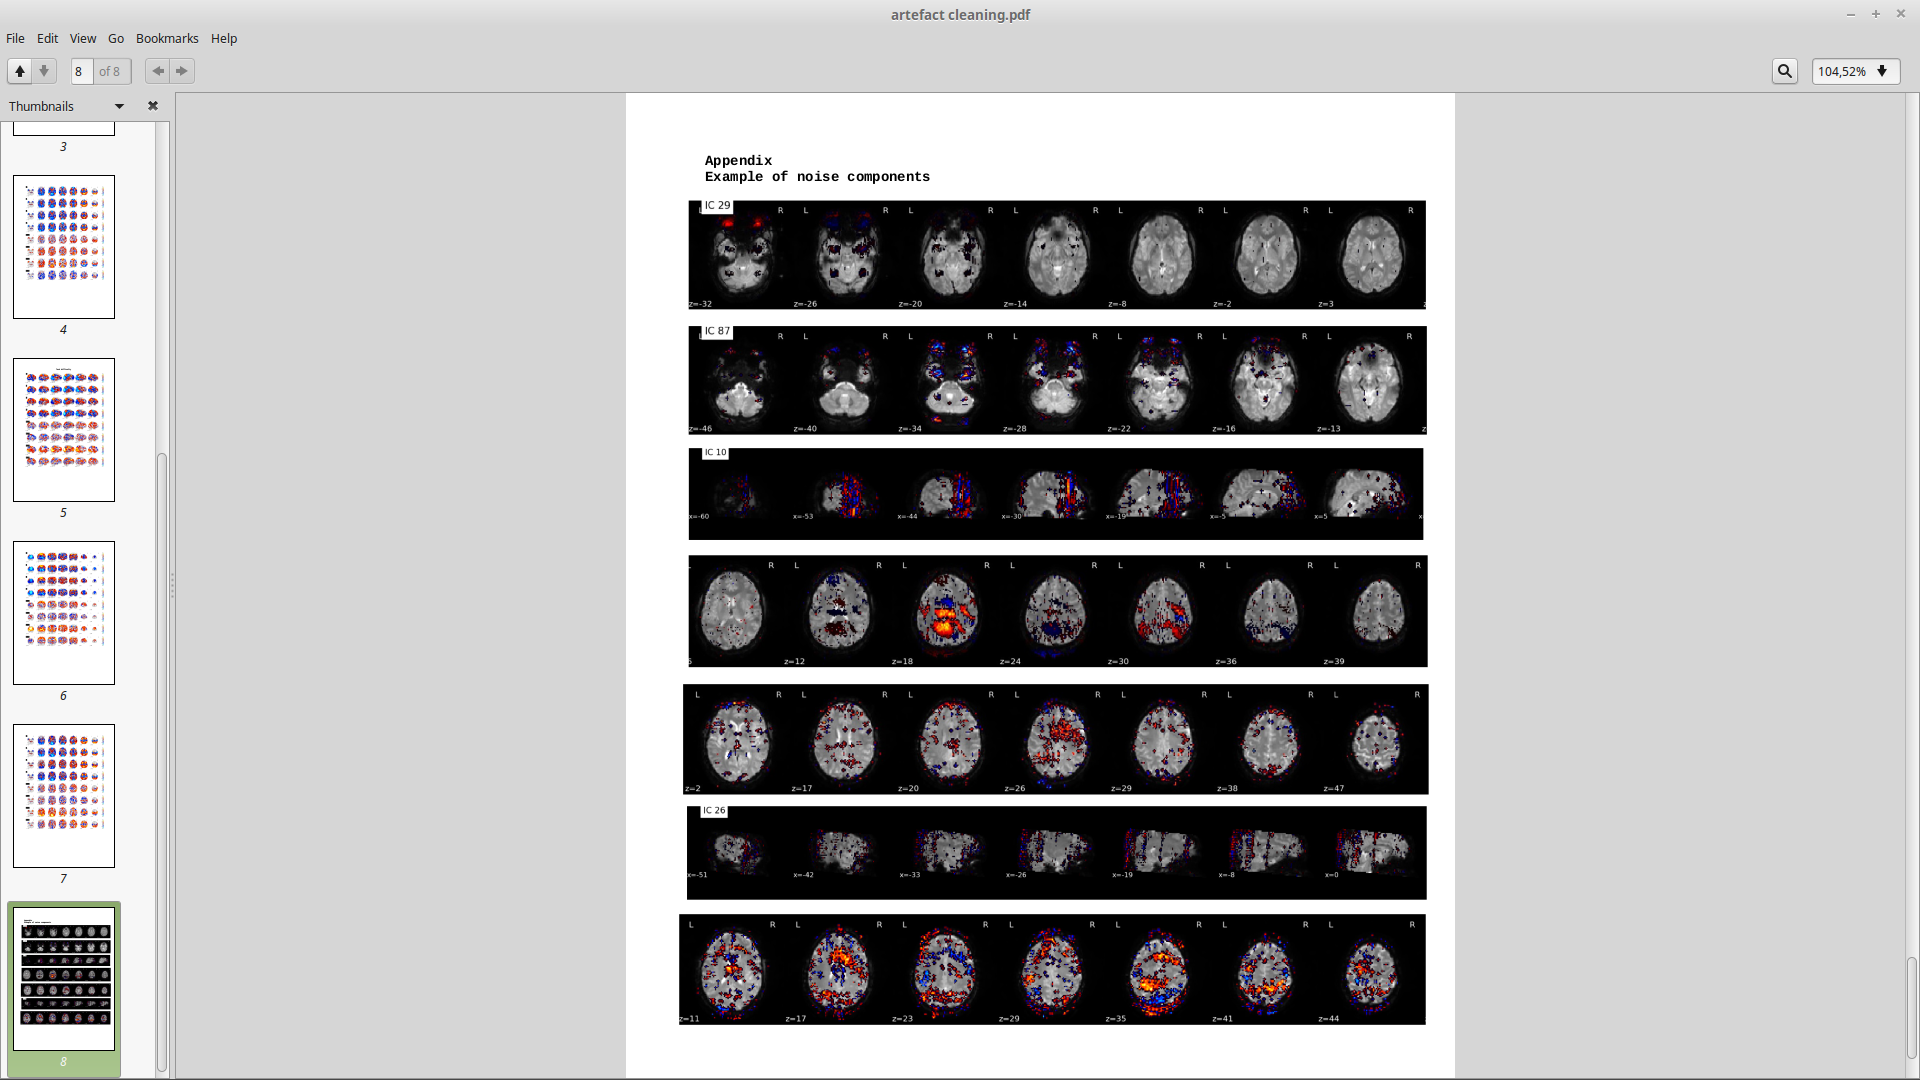 artefact cleaning.pdf
File Edit View Go Bookmarks Help
8 of 8
104,52%
Thumbnails
3
4
5
6
7
8
Appendix
Example of noise components
IC 29
L R L R L R L R L R L R L R
z=-32 z=-26 z=-20 z=-14 z=-8 z=-2 z=3
IC 87
L R L R L R L R L R L R L R
z=-46 z=-40 z=-34 z=-28 z=-22 z=-16 z=-13
IC 10
x=-60 x=-53 x=-44 x=-30 x=-19 x=-5 x=5
R L R L R L R L R L R L R
z=12 z=18 z=24 z=30 z=36 z=39
L R L R L R L R L R L R L R
z=2 z=17 z=20 z=26 z=29 z=38 z=47
IC 26
x=-51 x=-42 x=-33 x=-26 x=-19 x=-8 x=0
L R L R L R L R L R L R L R
z=11 z=17 z=23 z=29 z=35 z=41 z=44